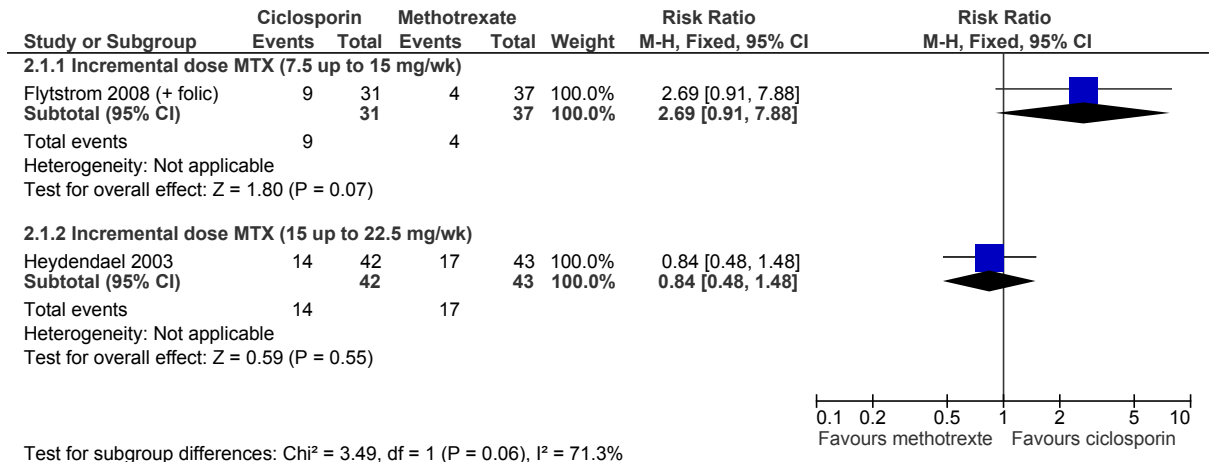 Ciclosporin Methotrexate Risk Ratio Risk Ratio
Study or Subgroup Events Total Events Total Weight M-H, Fixed, 95% CI M-H, Fixed, 95% CI
2.1.1 Incremental dose MTX (7.5 up to 15 mg/wk)
Flytstrom 2008 (+ folic) 9 31 4 37 100.0% 2.69 [0.91, 7.88]
Subtotal (95% CI) 31 37 100.0% 2.69 [0.91, 7.88]
Total events 9 4
Heterogeneity: Not applicable
Test for overall effect: Z = 1.80 (P = 0.07)
2.1.2 Incremental dose MTX (15 up to 22.5 mg/wk)
Heydendael 2003 14 42 17 43 100.0% 0.84 [0.48, 1.48]
Subtotal (95% CI) 42 43 100.0% 0.84 [0.48, 1.48]
Total events 14 17
Heterogeneity: Not applicable
Test for overall effect: Z = 0.59 (P = 0.55)
0.1 0.2 0.5 1 2 5 10
Favours methotrexte Favours ciclosporin
Test for subgroup differences: Chi² = 3.49, df = 1 (P = 0.06), I² = 71.3%